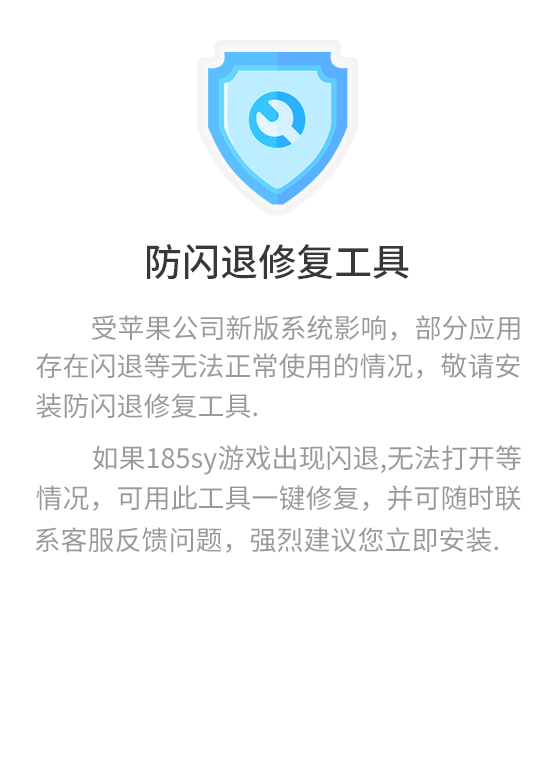 防闪退修复工具
受苹果公司新版系统影响，部分应用
存在闪退等无法正常使用的情况，敬请安
装防闪退修复工具.
如果185sy游戏出现闪退,无法打开等
情况，可用此工具一键修复，并可随时联
系客服反馈问题，强烈建议您立即安装.